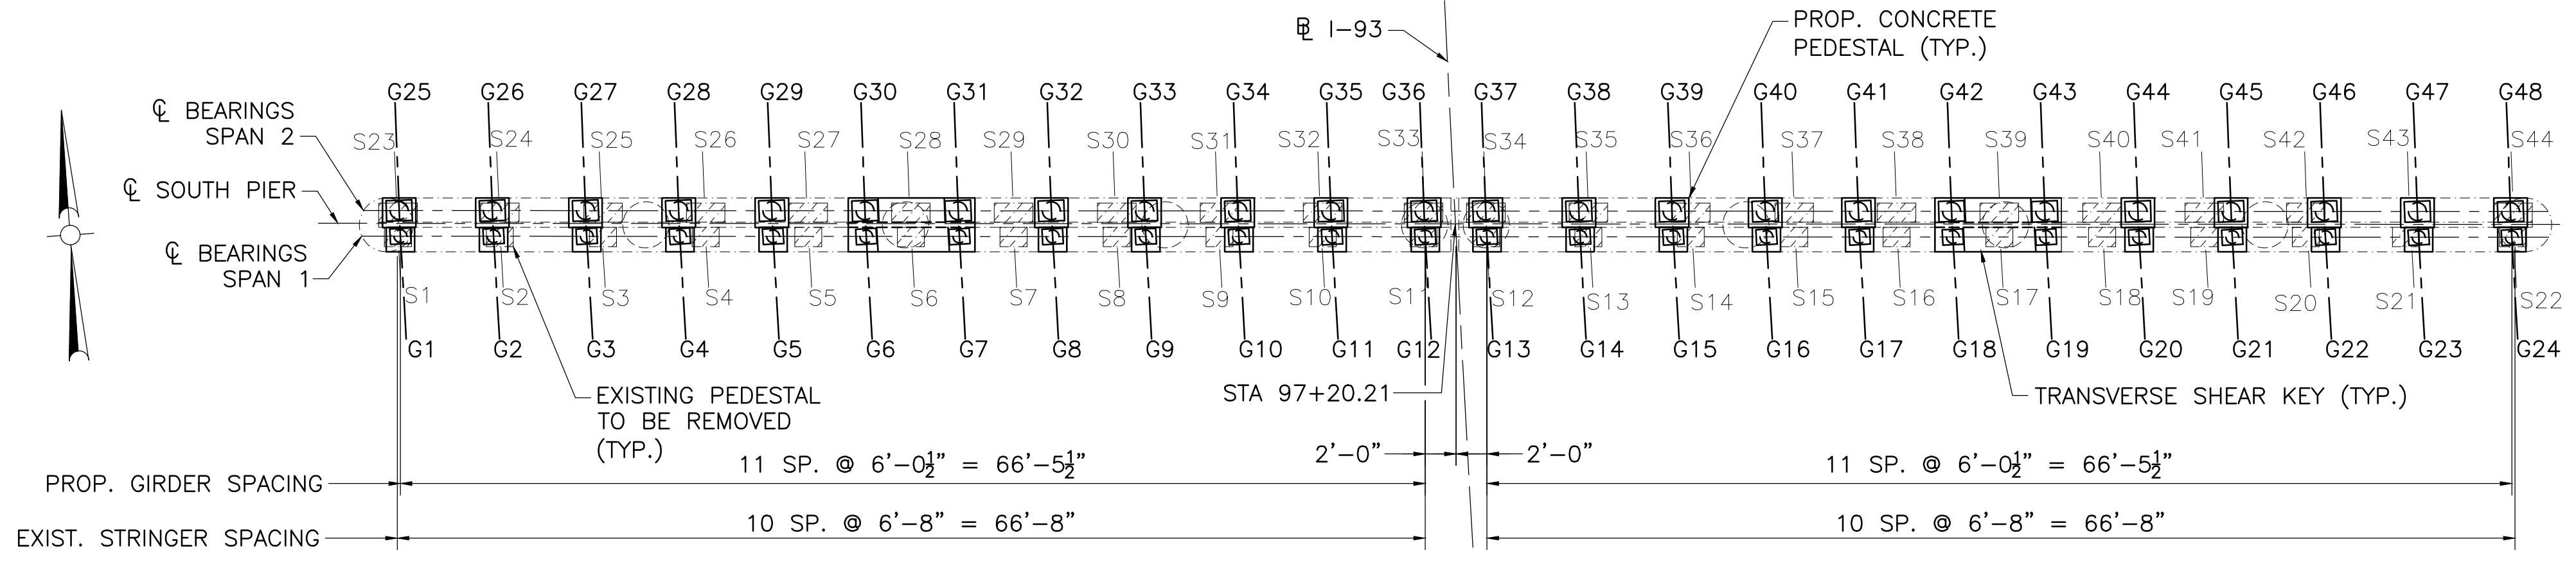 ℄ BEARINGS
SPAN 2
℄ SOUTH PIER
℄ BEARINGS
SPAN 1
BL I-93
PROP. CONCRETE
PEDESTAL (TYP.)
G25 G26 G27 G28 G29 G30 G31 G32 G33 G34 G35 G36 G37 G38 G39 G40 G41 G42 G43 G44 G45 G46 G47 G48
S23 S24 S25 S26 S27 S28 S29 S30 S31 S32 S33 S34 S35 S36 S37 S38 S39 S40 S41 S42 S43 S44
S1 S2 S3 S4 S5 S6 S7 S8 S9 S10 S11 S12 S13 S14 S15 S16 S17 S18 S19 S20 S21 S22
G1 G2 G3 G4 G5 G6 G7 G8 G9 G10 G11 G12 G13 G14 G15 G16 G17 G18 G19 G20 G21 G22 G23 G24
EXISTING PEDESTAL
TO BE REMOVED
(TYP.)
STA 97+20.21
TRANSVERSE SHEAR KEY (TYP.)
2'-0" 2'-0"
PROP. GIRDER SPACING
11 SP. @ 6'-0½" = 66'-5½"
11 SP. @ 6'-0½" = 66'-5½"
EXIST. STRINGER SPACING
10 SP. @ 6'-8" = 66'-8"
10 SP. @ 6'-8" = 66'-8"